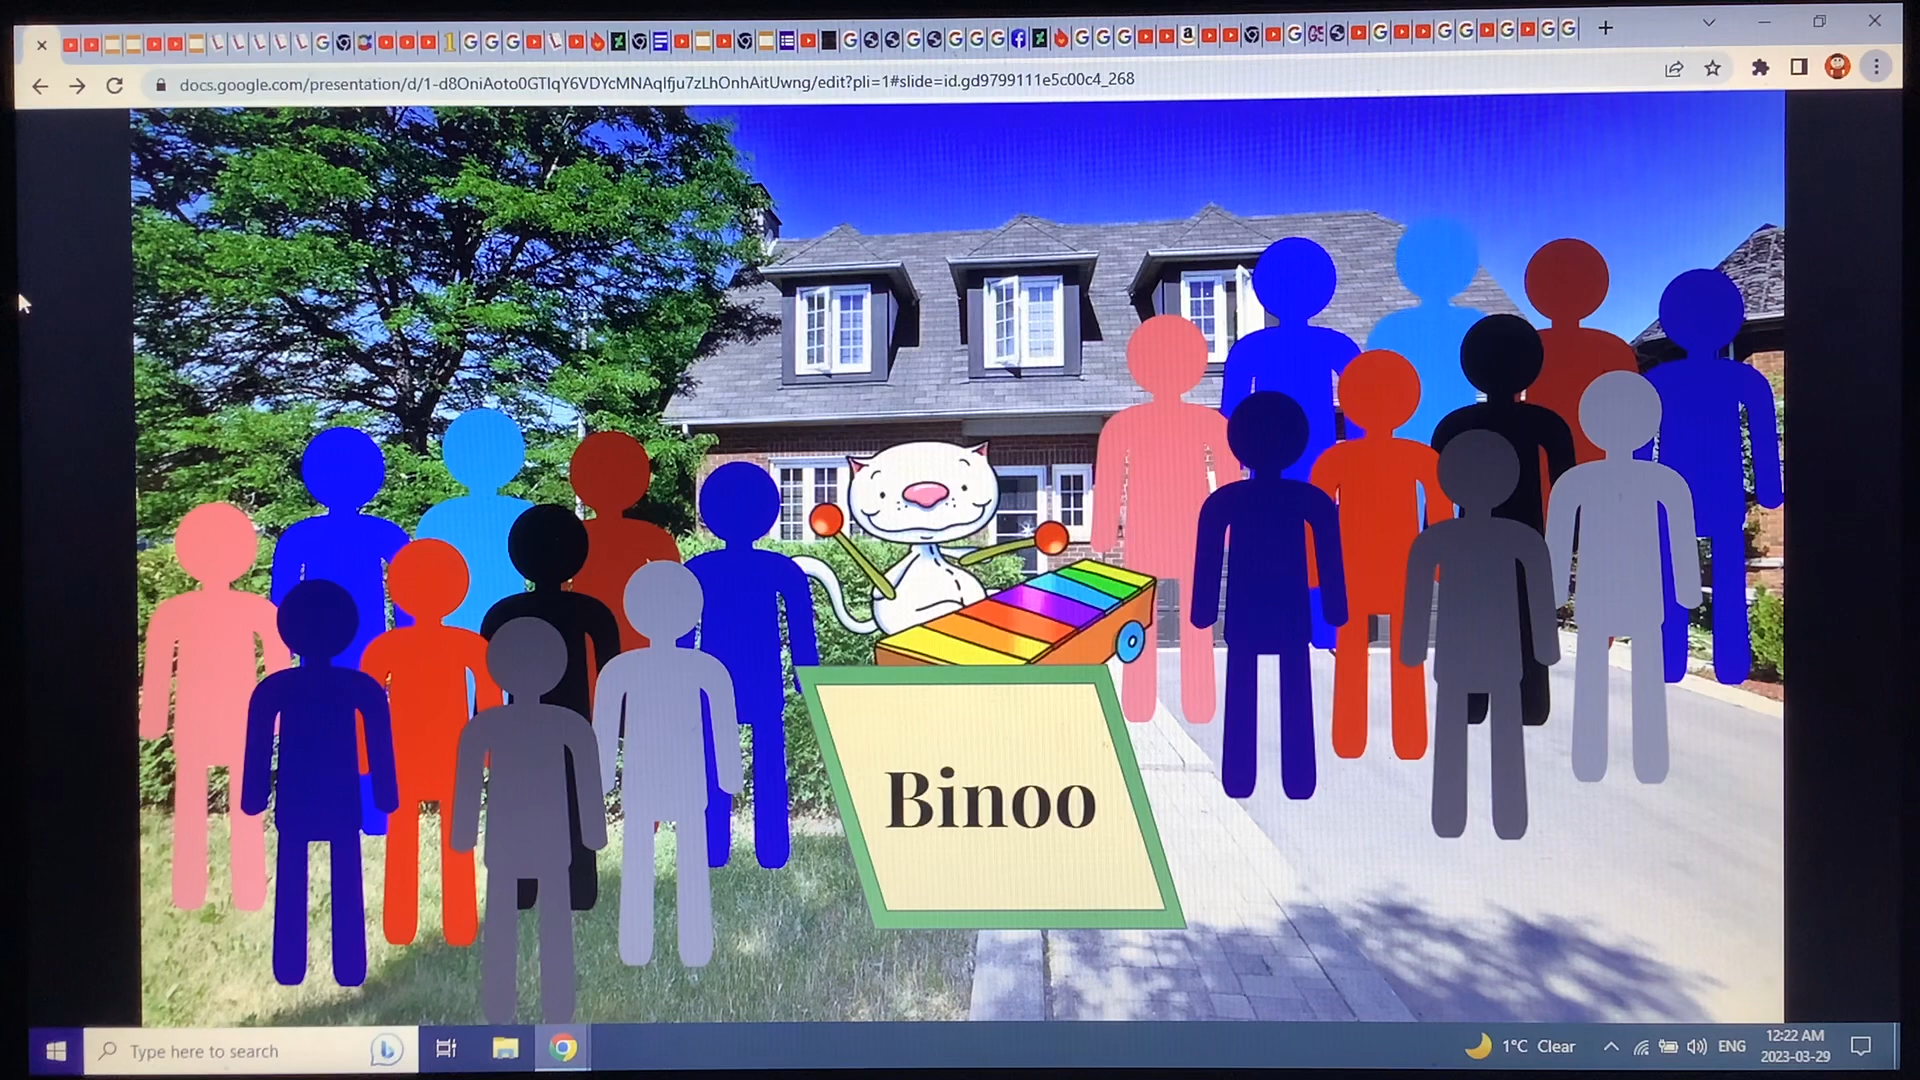 docs.google.com/presentation/d/1-d8OniAoto0GTlqY6VDYcMNAqlfju7zLhOnhAitUwng/edit?pli=1#slide=id.gd9799111e5c00c4_268
Binoo
Type here to search
1°C Clear
ENG
12:22 AM
2023-03-29